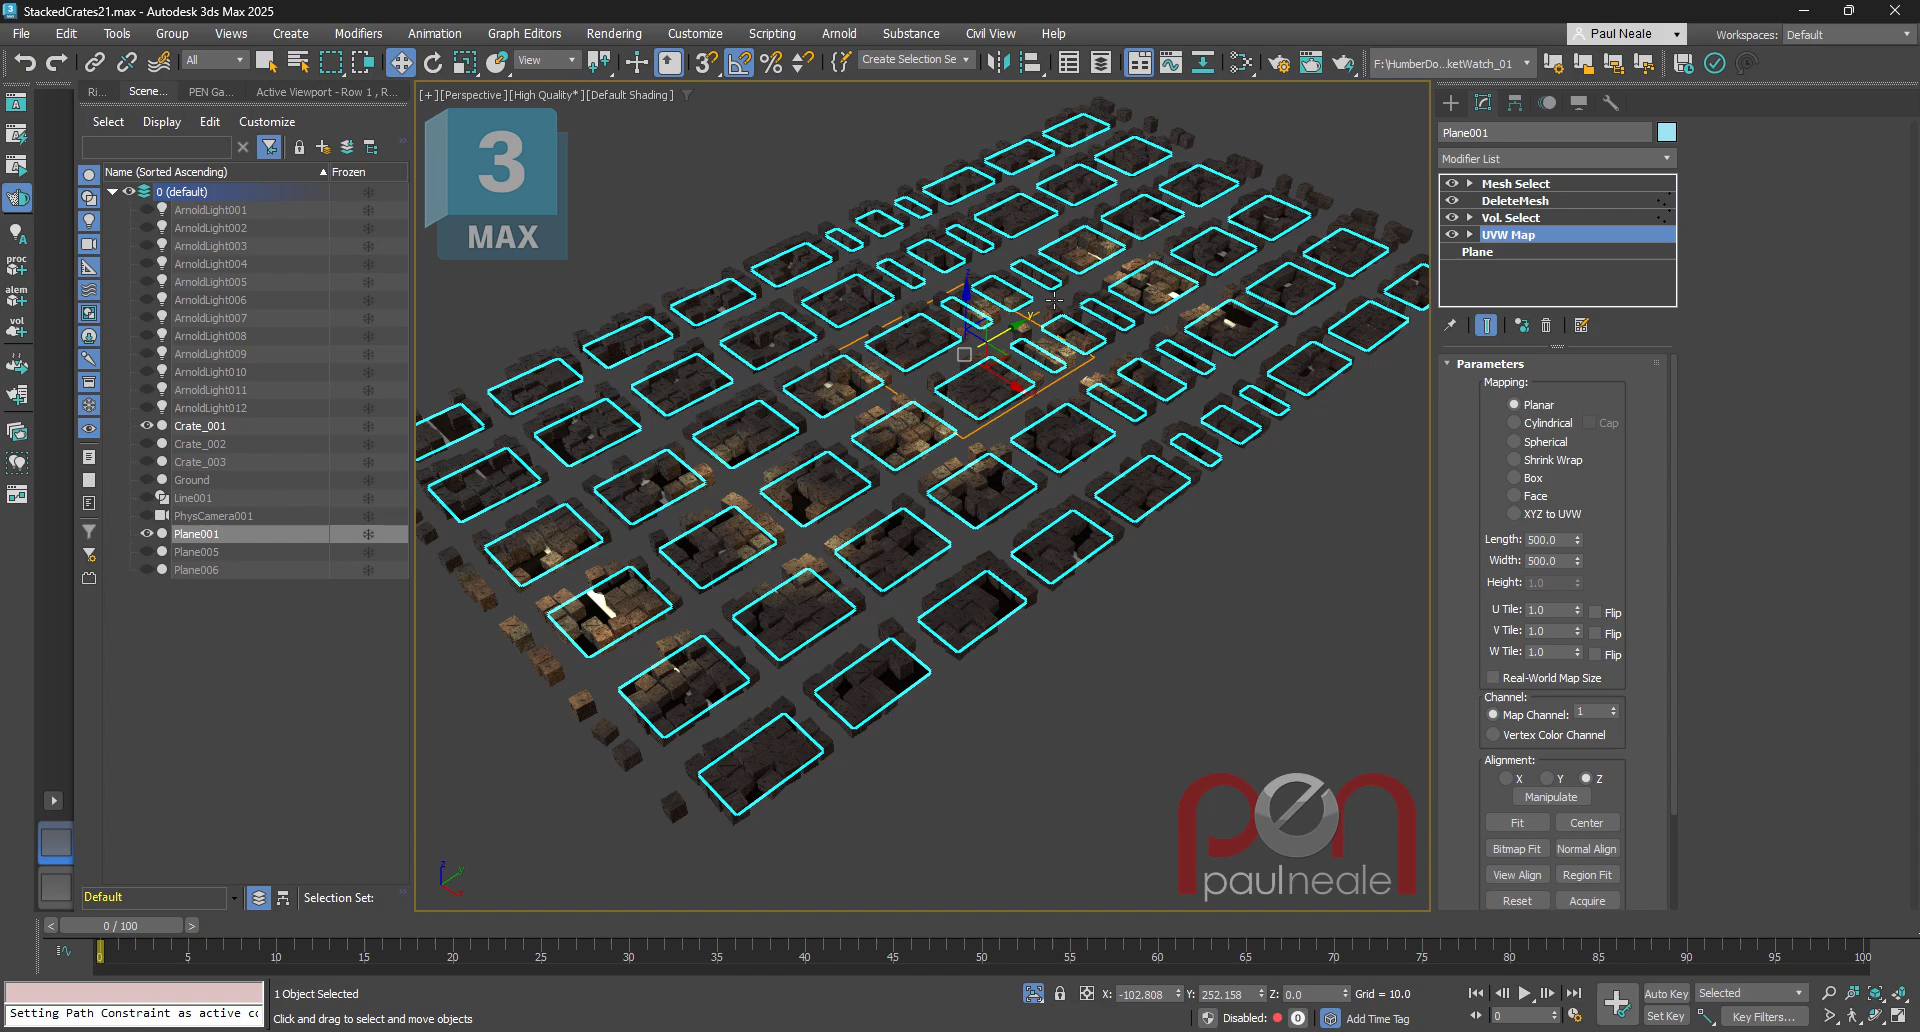 StackedCrates21.max - Autodesk 3ds Max 2025
File Edit Tools Group Views Create Modifiers Animation Graph Editors Rendering Customize Scripting Arnold Substance Civil View Help
Paul Neale
Workspaces: Default
All
View
Create Selection Se
F:\HumberDo...ketWatch_01
Ri... Scene... PEN Ga... Active Viewport - Row 1 , R...
Select Display Edit Customize
Name (Sorted Ascending) Frozen
0 (default)
ArnoldLight001
ArnoldLight002
ArnoldLight003
ArnoldLight004
ArnoldLight005
ArnoldLight006
ArnoldLight007
ArnoldLight008
ArnoldLight009
ArnoldLight010
ArnoldLight011
ArnoldLight012
Crate_001
Crate_002
Crate_003
Ground
Line001
PhysCamera001
Plane001
Plane005
Plane006
proc
alem
vol
Default
Selection Set:
[+][Perspective][High Quality*][Default Shading]
3
MAX
pen
paulneale
Plane001
Modifier List
Mesh Select
DeleteMesh
Vol. Select
UVW Map
Plane
Parameters
Mapping:
Planar
Cylindrical Cap
Spherical
Shrink Wrap
Box
Face
XYZ to UVW
Length: 500.0
Width: 500.0
Height: 1.0
U Tile: 1.0 Flip
V Tile: 1.0 Flip
W Tile: 1.0 Flip
Real-World Map Size
Channel:
Map Channel: 1
Vertex Color Channel
Alignment:
X Y Z
Manipulate
Fit Center
Bitmap Fit Normal Align
View Align Region Fit
Reset Acquire
< 0 / 100 >
0 5 10 15 20 25 30 35 40 45 50 55 60 65 70 75 80 85 90 95 100
Setting Path Constraint as active co
1 Object Selected
Click and drag to select and move objects
X: -102.808 Y: 252.158 Z: 0.0 Grid = 10.0
Disabled: 0 Add Time Tag
0
Auto Key Selected
Set Key Key Filters...